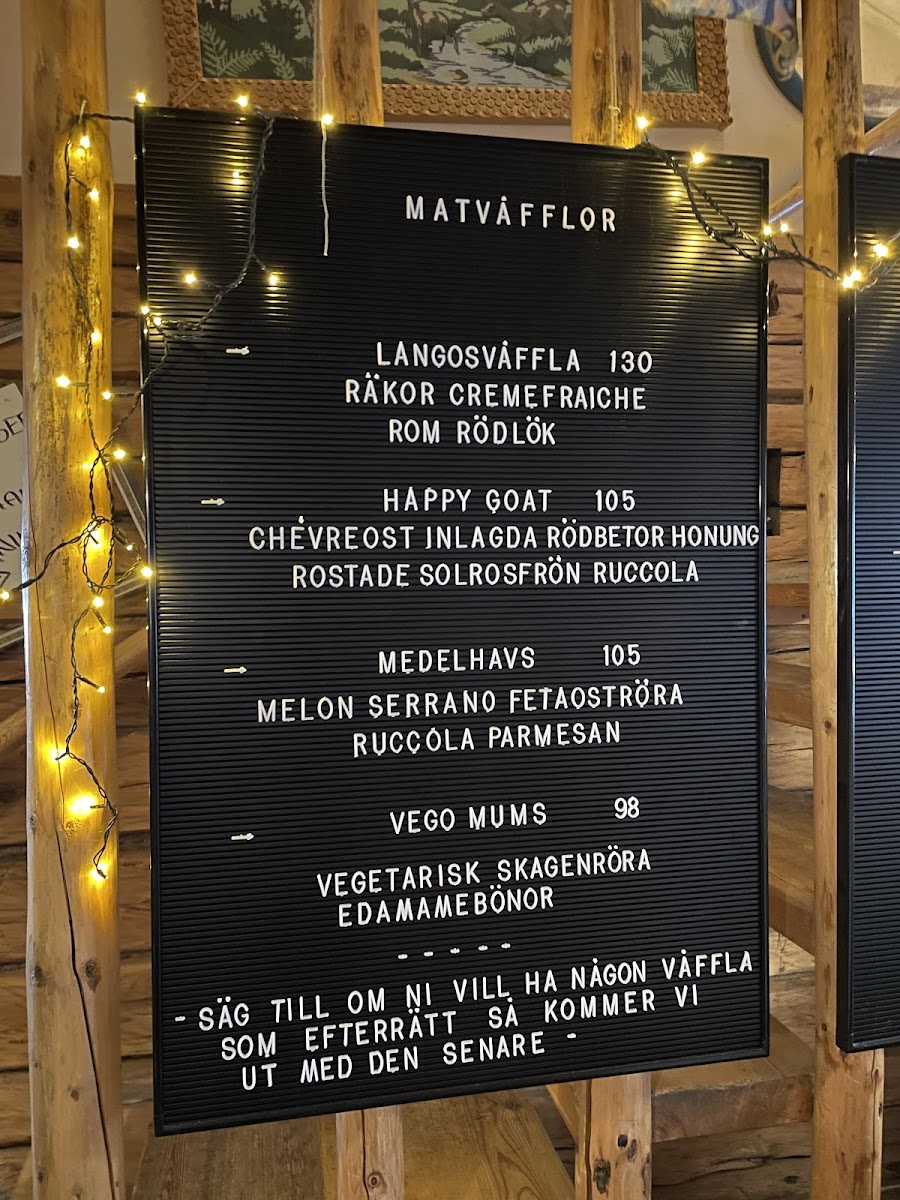 MATVÅFFLOR
LANGOSVÅFFLA 130
RÄKOR CREMEFRAICHE
ROM RÖDLÖK
HAPPY GOAT 105
CHÈVREOST INLAGDA RÖDBETOR HONUNG
ROSTADE SOLROSFRÖN RUCCOLA
MEDELHAVS 105
MELON SERRANO FETAOSTRÖRA
RUCCOLA PARMESAN
VEGO MUMS 98
VEGETARISK SKAGENRÖRA
EDAMAMEBÖNOR
- - - - -
- SÄG TILL OM NI VILL HA NÅGON VÅFFLA
SOM EFTERRÄTT SÅ KOMMER VI
UT MED DEN SENARE -